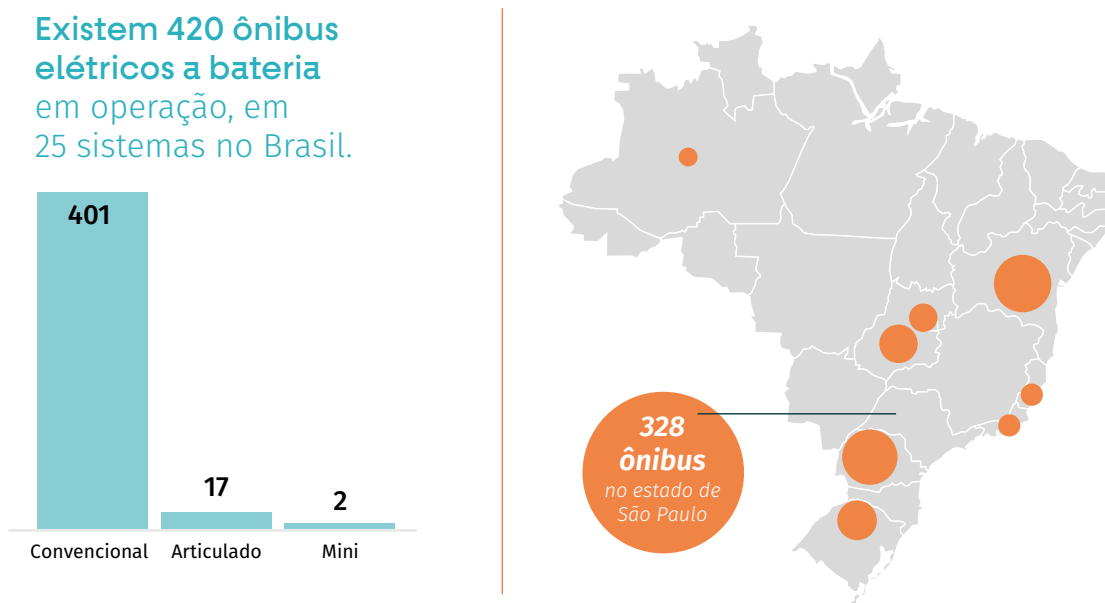 Existem 420 ônibus
elétricos a bateria
em operação, em
25 sistemas no Brasil.
401
17
2
Convencional
Articulado
Mini
328
ônibus
no estado de
São Paulo